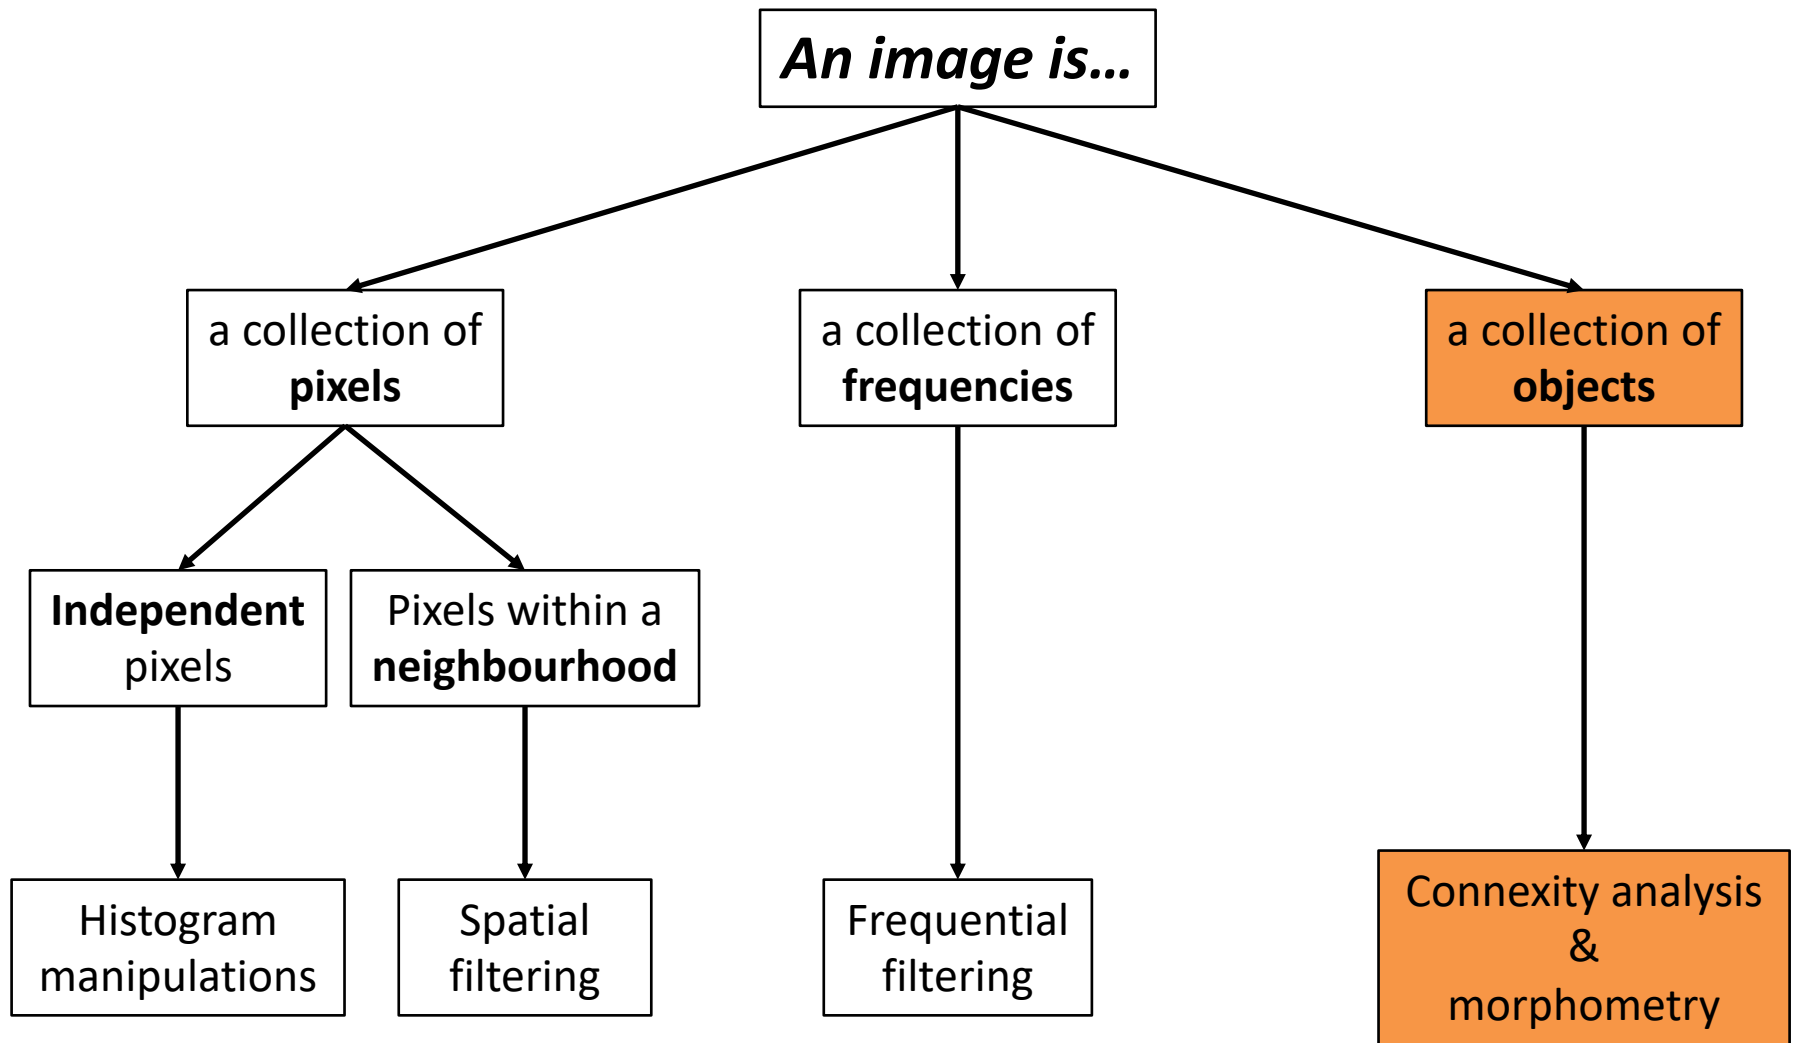 An image is…
a collection of
pixels
a collection of
frequencies
a collection of
objects
Independent
pixels
Pixels within a
neighbourhood
Histogram
manipulations
Spatial
filtering
Frequential
filtering
Connexity analysis
&
morphometry